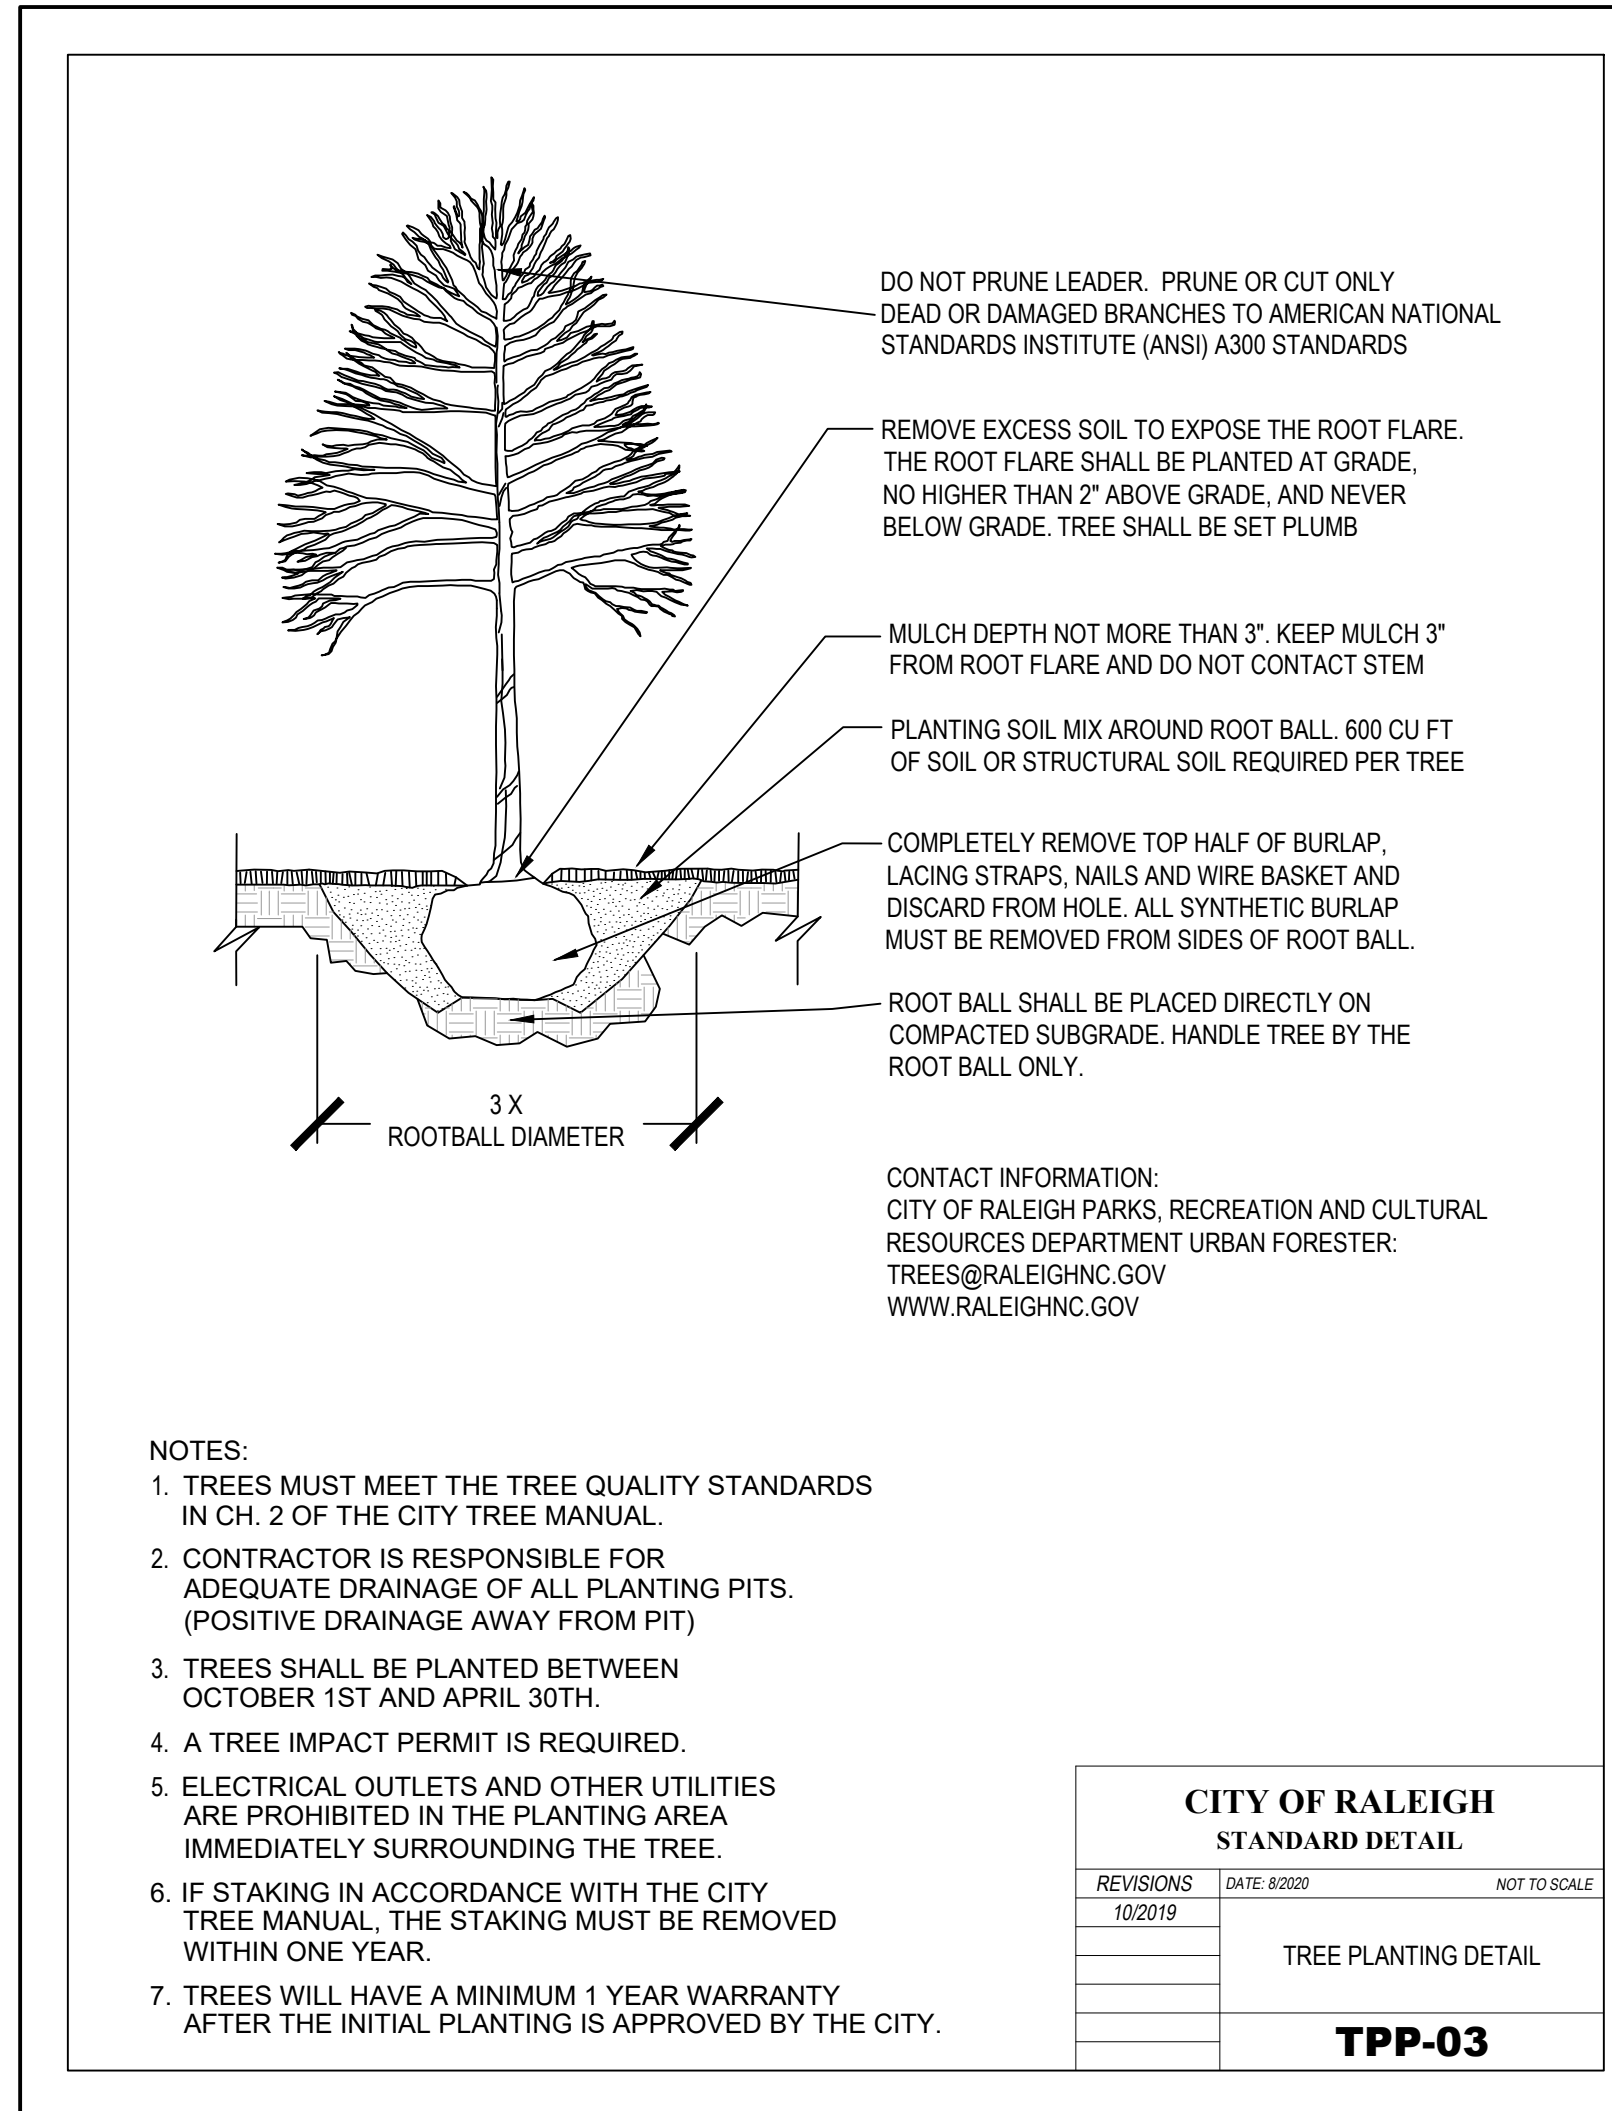 DO NOT PRUNE LEADER. PRUNE OR CUT ONLY
DEAD OR DAMAGED BRANCHES TO AMERICAN NATIONAL
STANDARDS INSTITUTE (ANSI) A300 STANDARDS
REMOVE EXCESS SOIL TO EXPOSE THE ROOT FLARE.
THE ROOT FLARE SHALL BE PLANTED AT GRADE,
NO HIGHER THAN 2" ABOVE GRADE, AND NEVER
BELOW GRADE. TREE SHALL BE SET PLUMB
MULCH DEPTH NOT MORE THAN 3". KEEP MULCH 3"
FROM ROOT FLARE AND DO NOT CONTACT STEM
PLANTING SOIL MIX AROUND ROOT BALL. 600 CU FT
OF SOIL OR STRUCTURAL SOIL REQUIRED PER TREE
COMPLETELY REMOVE TOP HALF OF BURLAP,
LACING STRAPS, NAILS AND WIRE BASKET AND
DISCARD FROM HOLE. ALL SYNTHETIC BURLAP
MUST BE REMOVED FROM SIDES OF ROOT BALL.
ROOT BALL SHALL BE PLACED DIRECTLY ON
COMPACTED SUBGRADE. HANDLE TREE BY THE
ROOT BALL ONLY.
3 X
ROOTBALL DIAMETER
CONTACT INFORMATION:
CITY OF RALEIGH PARKS, RECREATION AND CULTURAL
RESOURCES DEPARTMENT URBAN FORESTER:
TREES@RALEIGHNC.GOV
WWW.RALEIGHNC.GOV
NOTES:
1. TREES MUST MEET THE TREE QUALITY STANDARDS
IN CH. 2 OF THE CITY TREE MANUAL.
2. CONTRACTOR IS RESPONSIBLE FOR
ADEQUATE DRAINAGE OF ALL PLANTING PITS.
(POSITIVE DRAINAGE AWAY FROM PIT)
3. TREES SHALL BE PLANTED BETWEEN
OCTOBER 1ST AND APRIL 30TH.
4. A TREE IMPACT PERMIT IS REQUIRED.
5. ELECTRICAL OUTLETS AND OTHER UTILITIES
ARE PROHIBITED IN THE PLANTING AREA
IMMEDIATELY SURROUNDING THE TREE.
6. IF STAKING IN ACCORDANCE WITH THE CITY
TREE MANUAL, THE STAKING MUST BE REMOVED
WITHIN ONE YEAR.
7. TREES WILL HAVE A MINIMUM 1 YEAR WARRANTY
AFTER THE INITIAL PLANTING IS APPROVED BY THE CITY.
CITY OF RALEIGH
STANDARD DETAIL
REVISIONS DATE: 8/2020 NOT TO SCALE
10/2019
TREE PLANTING DETAIL
TPP-03